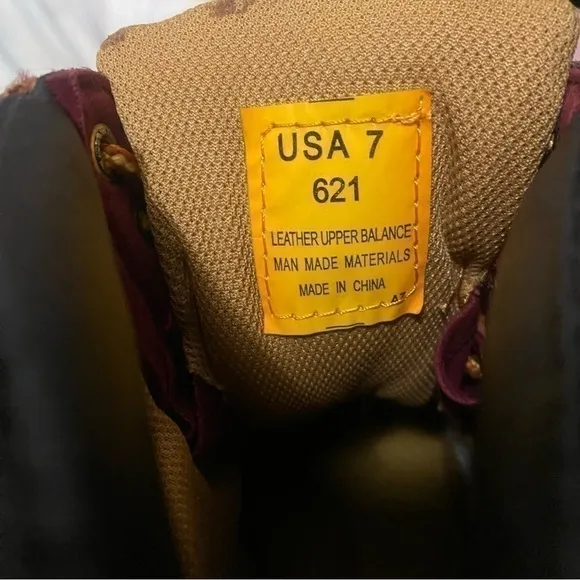 USA 7
621
LEATHER UPPER BALANCE
MAN MADE MATERIALS
MADE IN CHINA